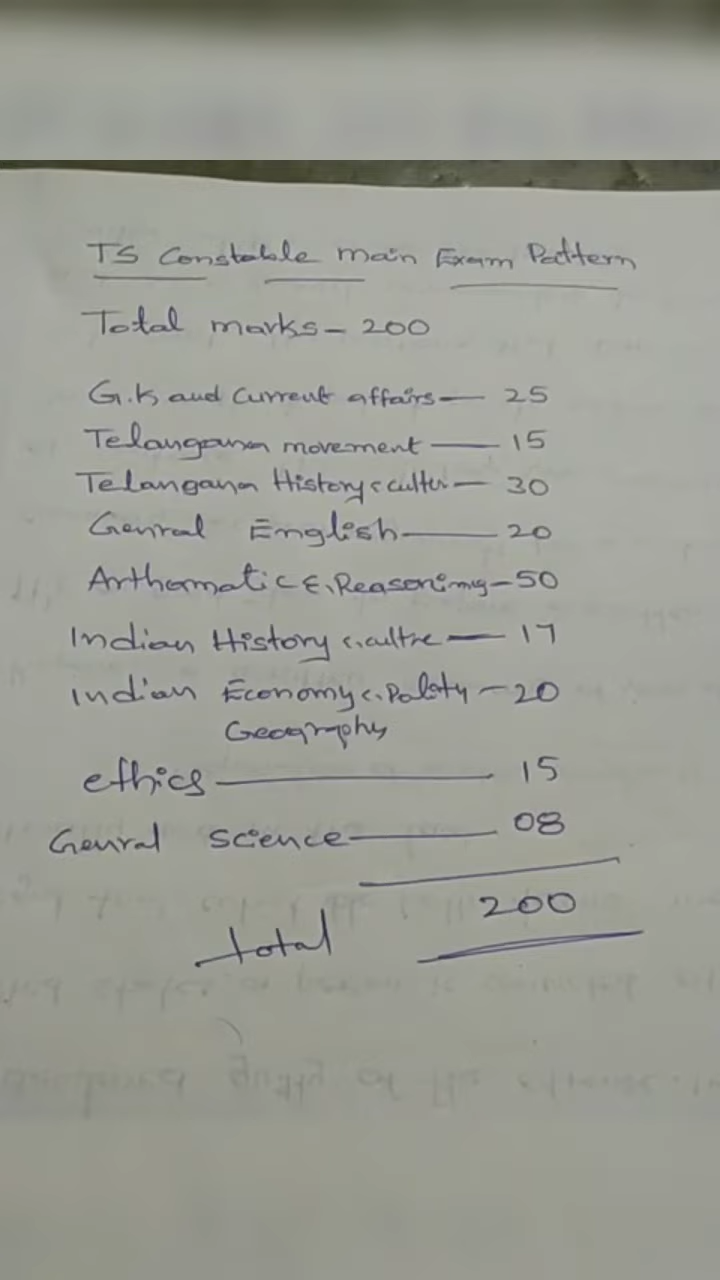 TS Constable main Exam Pattern
Total marks - 200
G.K and current affairs — 25
Telangana movement — 15
Telangana History & culter — 30
Genral English — 20
Arthamatic & Reasoning - 50
Indian History & cultre — 17
Indian Economy & Polity - 20
Geography
ethics — 15
Genral science — 08
200
total